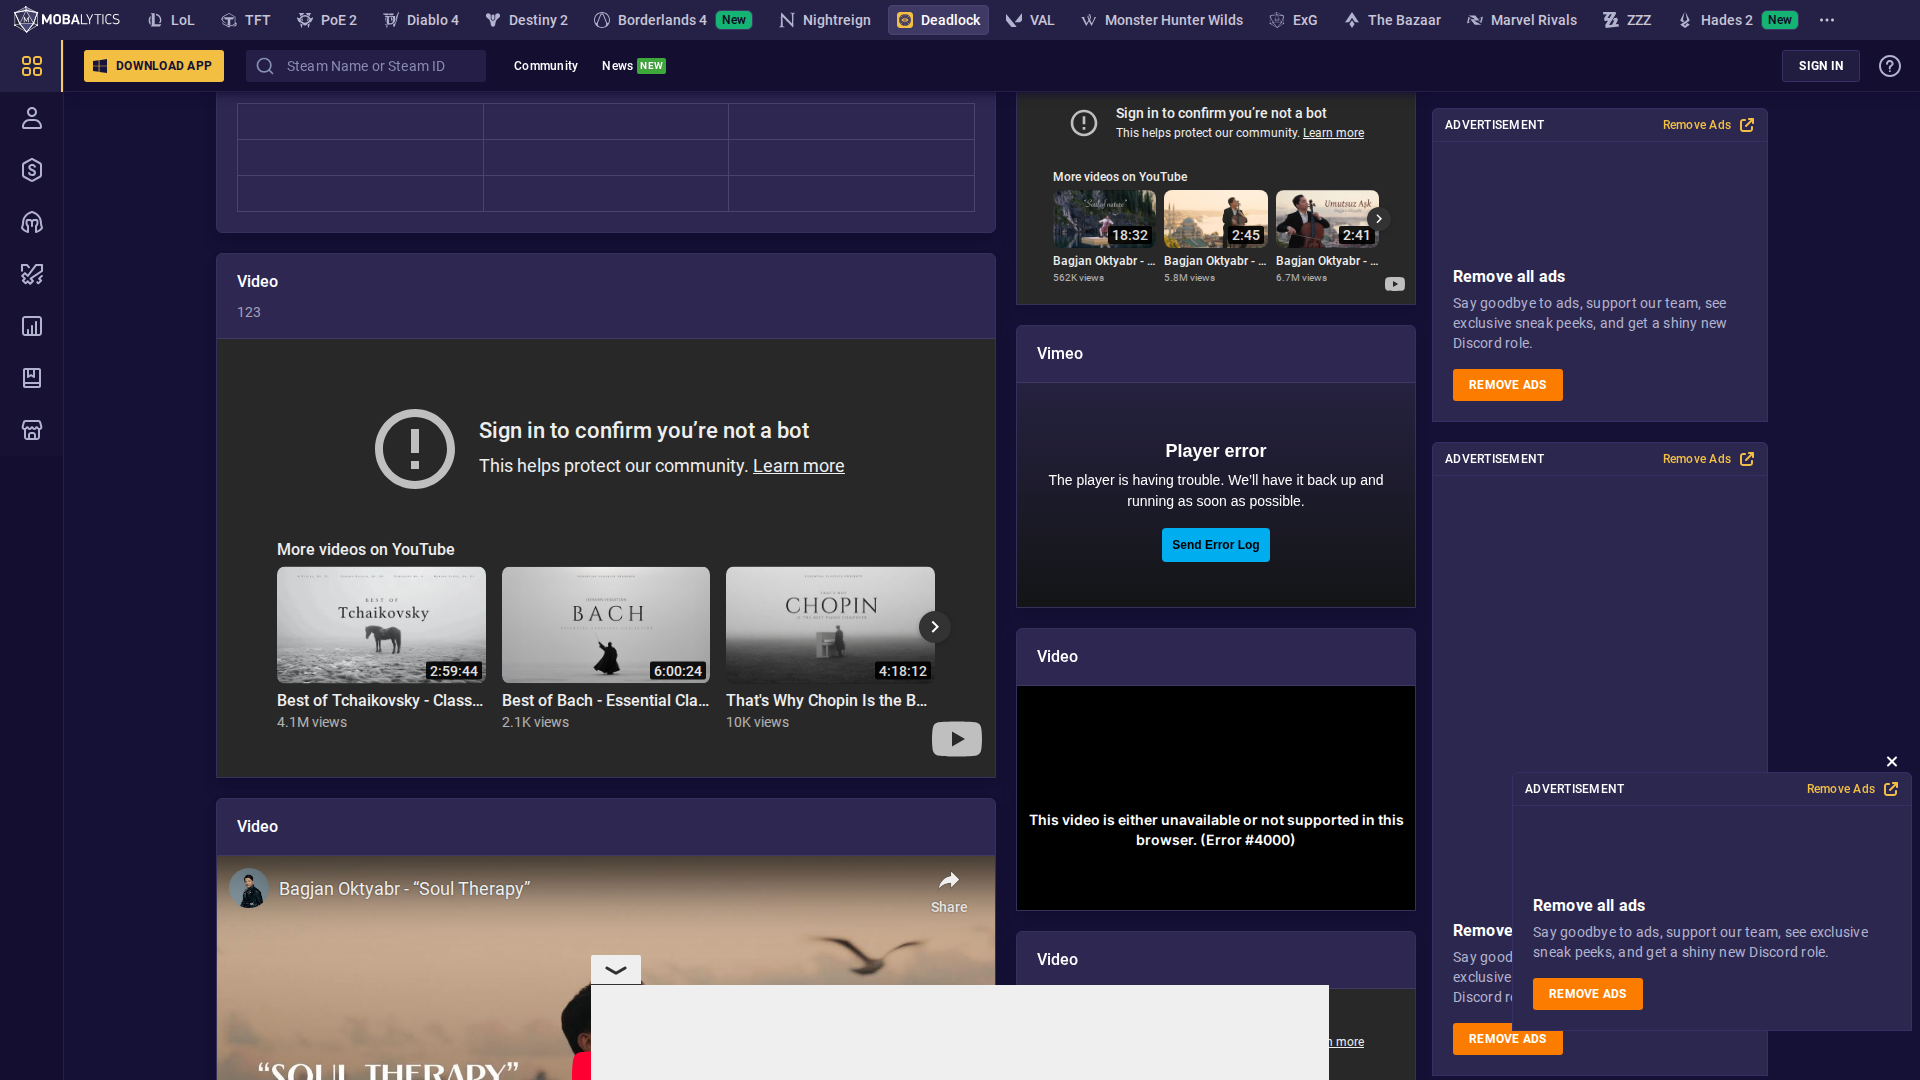 MOBALYTICS
LoL
TFT
PoE 2
Diablo 4
Destiny 2
Borderlands 4 New
Nightreign
Deadlock
VAL
Monster Hunter Wilds
ExG
The Bazaar
Marvel Rivals
ZZZ
Hades 2 New
DOWNLOAD APP
Steam Name or Steam ID
Community
News NEW
SIGN IN
Video
123
Sign in to confirm you’re not a bot
This helps protect our community. Learn more
More videos on YouTube
BEST OF
Tchaikovsky
2:59:44
BACH
6:00:24
CHOPIN
4:18:12
Best of Tchaikovsky - Class...
4.1M views
Best of Bach - Essential Cla...
2.1K views
That's Why Chopin Is the B...
10K views
Video
Bagjan Oktyabr - “Soul Therapy”
Share
“SOUL THERAPY”
Sign in to confirm you’re not a bot
This helps protect our community. Learn more
More videos on YouTube
"Soul of nature"
18:32
2:45
Umutsuz Aşk
2:41
Bagjan Oktyabr - ...
562K views
Bagjan Oktyabr - ...
5.8M views
Bagjan Oktyabr - ...
6.7M views
Vimeo
Player error
The player is having trouble. We’ll have it back up and
running as soon as possible.
Send Error Log
Video
This video is either unavailable or not supported in this
browser. (Error #4000)
Video
more
ADVERTISEMENT
Remove Ads
Remove all ads
Say goodbye to ads, support our team, see
exclusive sneak peeks, and get a shiny new
Discord role.
REMOVE ADS
ADVERTISEMENT
Remove Ads
Remove
Say good
exclusive
Discord r
REMOVE ADS
ADVERTISEMENT
Remove Ads
Remove all ads
Say goodbye to ads, support our team, see exclusive
sneak peeks, and get a shiny new Discord role.
REMOVE ADS